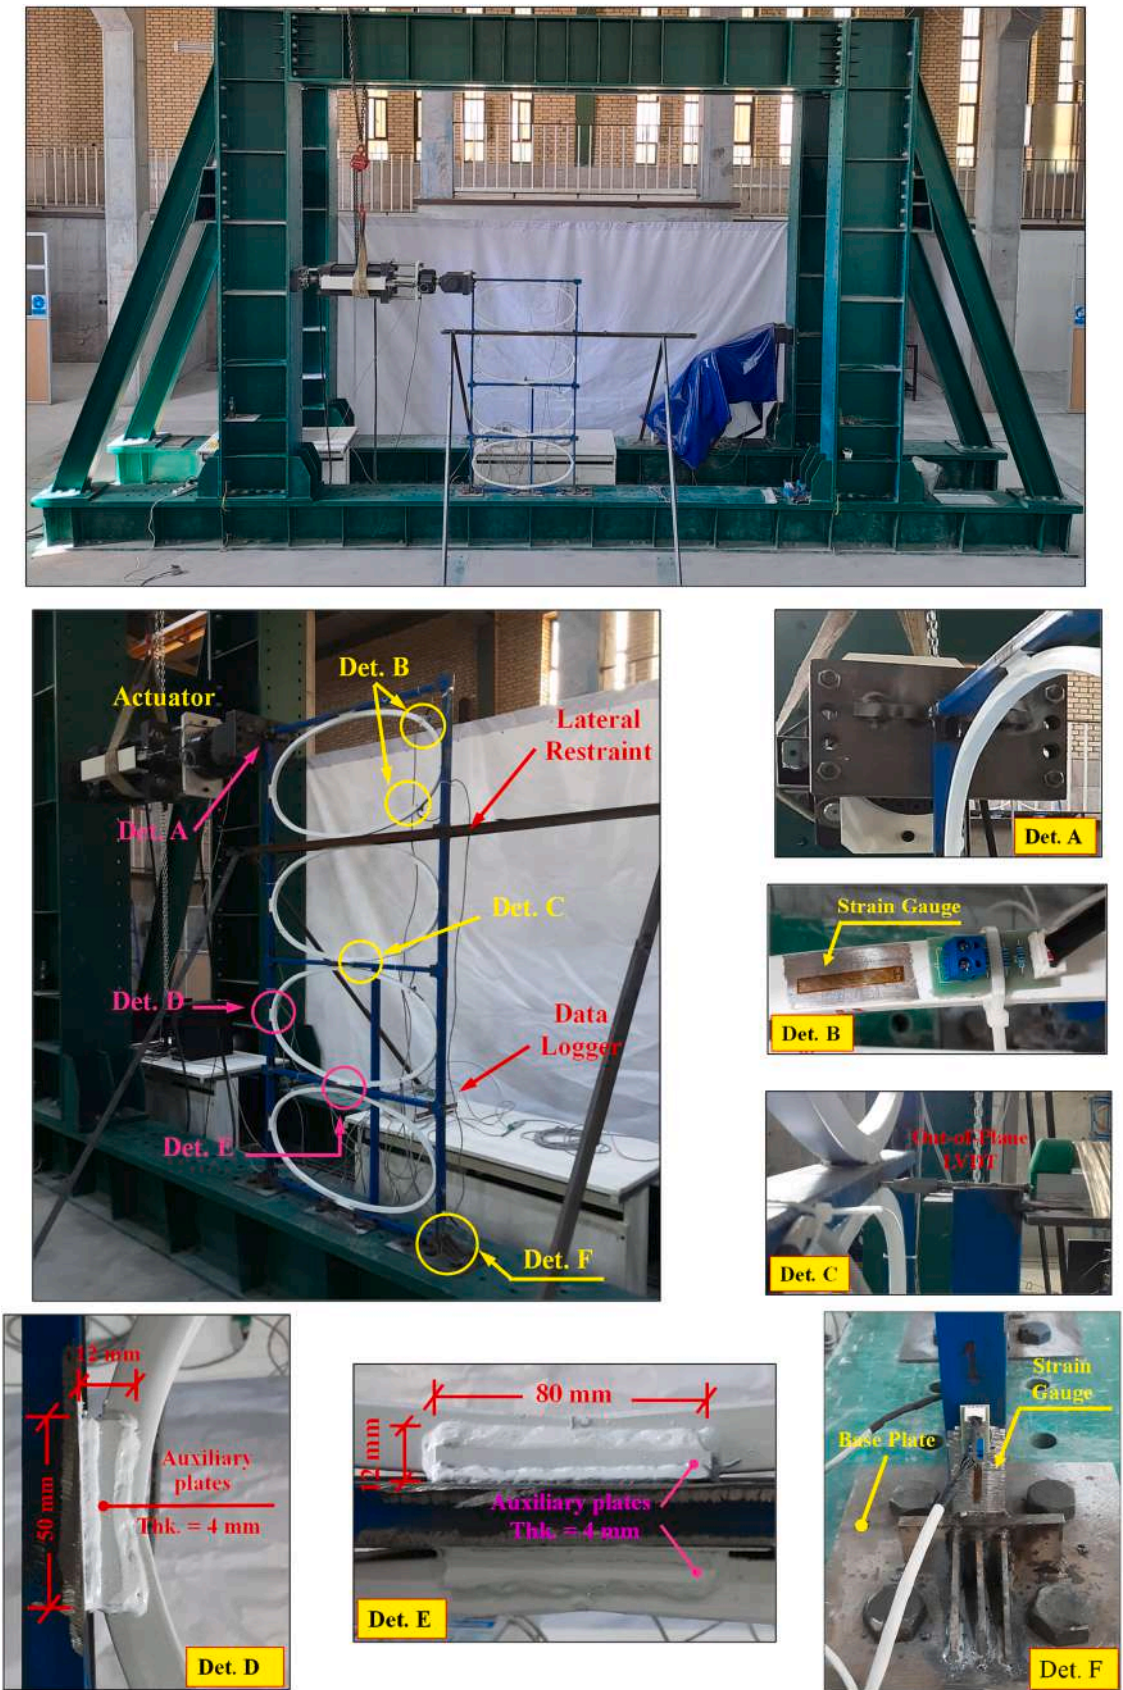 Det. B
Actuator
Lateral
Restraint
Det. A
Det. C
Det. D
Data
Logger
Det. E
Det. F
Det. A
Strain Gauge
Det. B
Out-of-Plane
LVDT
Det. C
12 mm
50 mm
Auxiliary
plates
Thk. = 4 mm
Det. D
80 mm
12 mm
Auxiliary plates
Thk. = 4 mm
Det. E
1
Strain
Gauge
Base Plate
Det. F